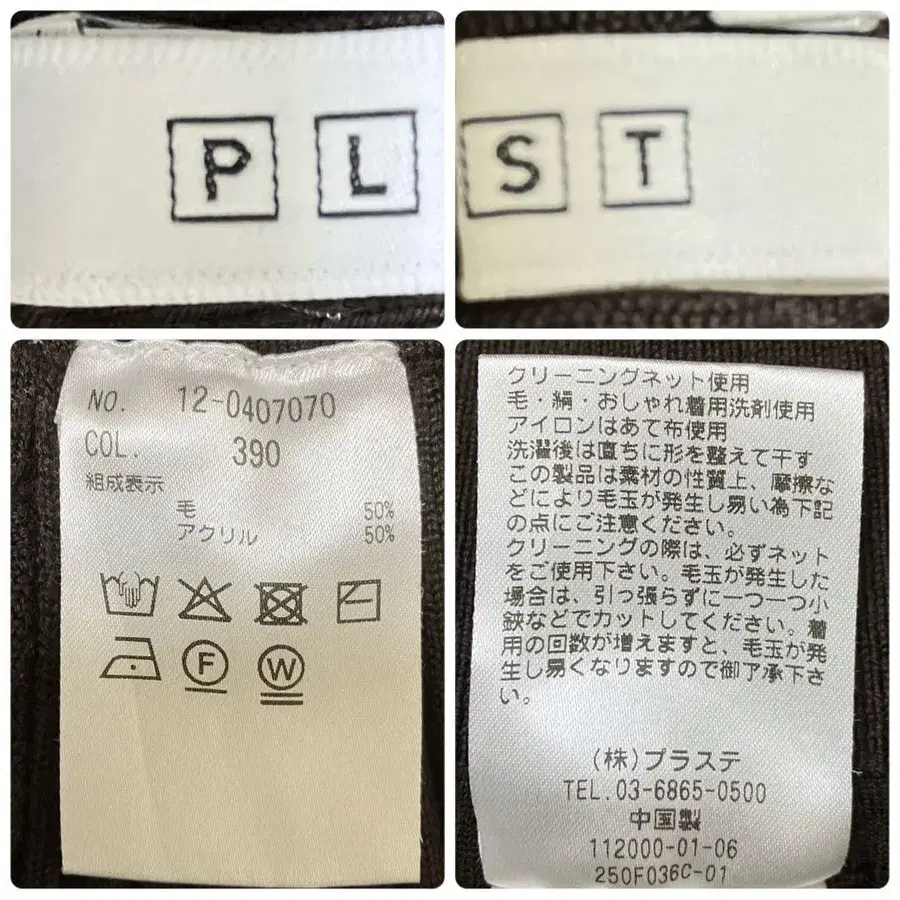 P L
S T
NO. 12-0407070
COL. 390
組成表示
毛 50%
アクリル 50%
F W
クリーニングネット使用
毛・絹・おしゃれ着用洗剤使用
アイロンはあて布使用
洗濯後は直ちに形を整えて干す
この製品は素材の性質上、摩擦な
どにより毛玉が発生し易い為下記
の点にご注意ください。
クリーニングの際は、必ずネット
をご使用下さい。毛玉が発生した
場合は、引っ張らずに一つ一つ小
鋏などでカットしてください。着
用の回数が増えますと、毛玉が発
生し易くなりますので御了承下さ
い。
(株)プラステ
TEL.03-6865-0500
中国製
112000-01-06
250F036C-01